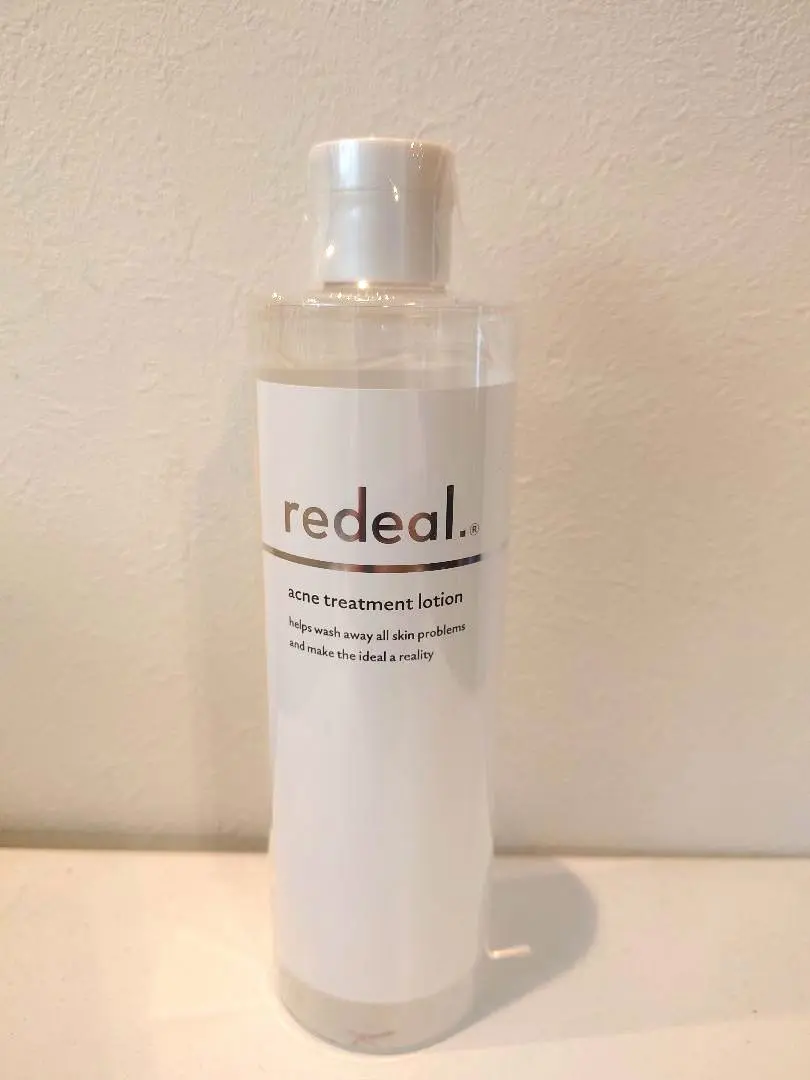 redeal.®
acne treatment lotion
helps wash away all skin problems
and make the ideal a reality